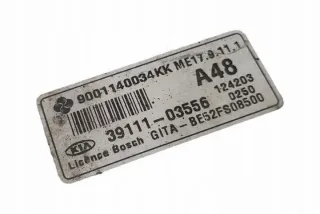 9001140034KK ME17.9.11.1
A48
124203
39111-03556 0250
KIA Licence Bosch GITA-BE52FS08500